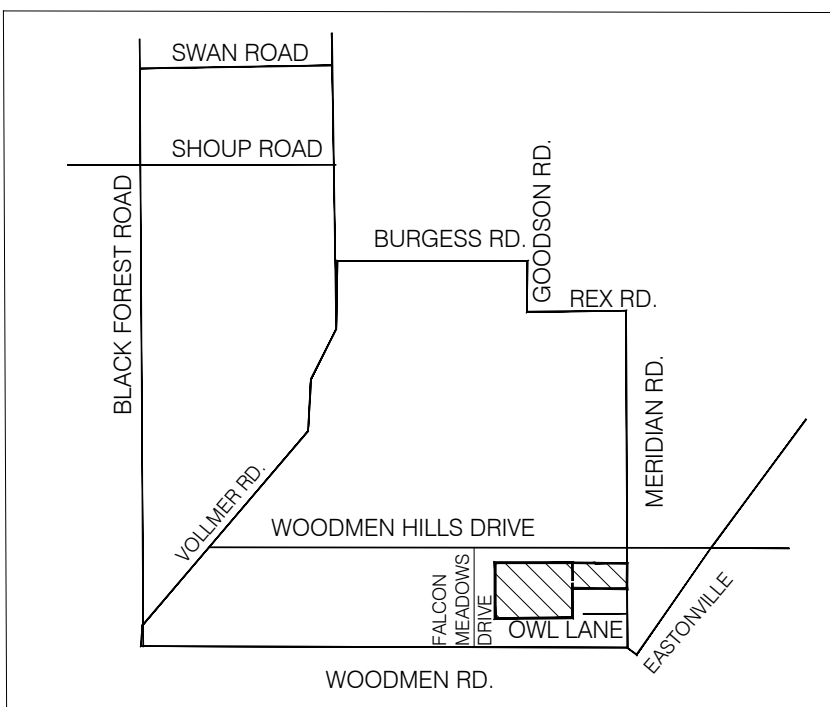 SWAN ROAD
SHOUP ROAD
BURGESS RD.
GOODSON RD.
REX RD.
BLACK FOREST ROAD
MERIDIAN RD.
VOLLMER RD.
WOODMEN HILLS DRIVE
FALCON
MEADOWS
DRIVE
OWL LANE
EASTONVILLE
WOODMEN RD.